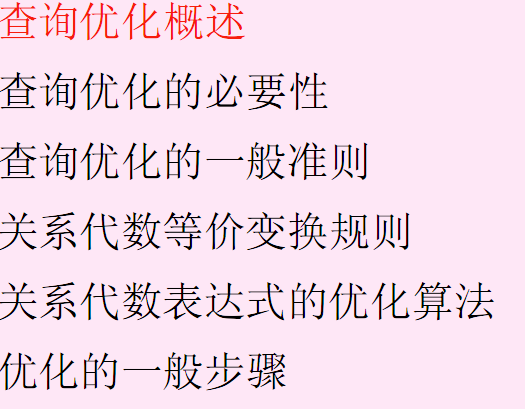 查询优化概述
查询优化的必要性
查询优化的一般准则
关系代数等价变换规则
关系代数表达式的优化算法
优化的一般步骤